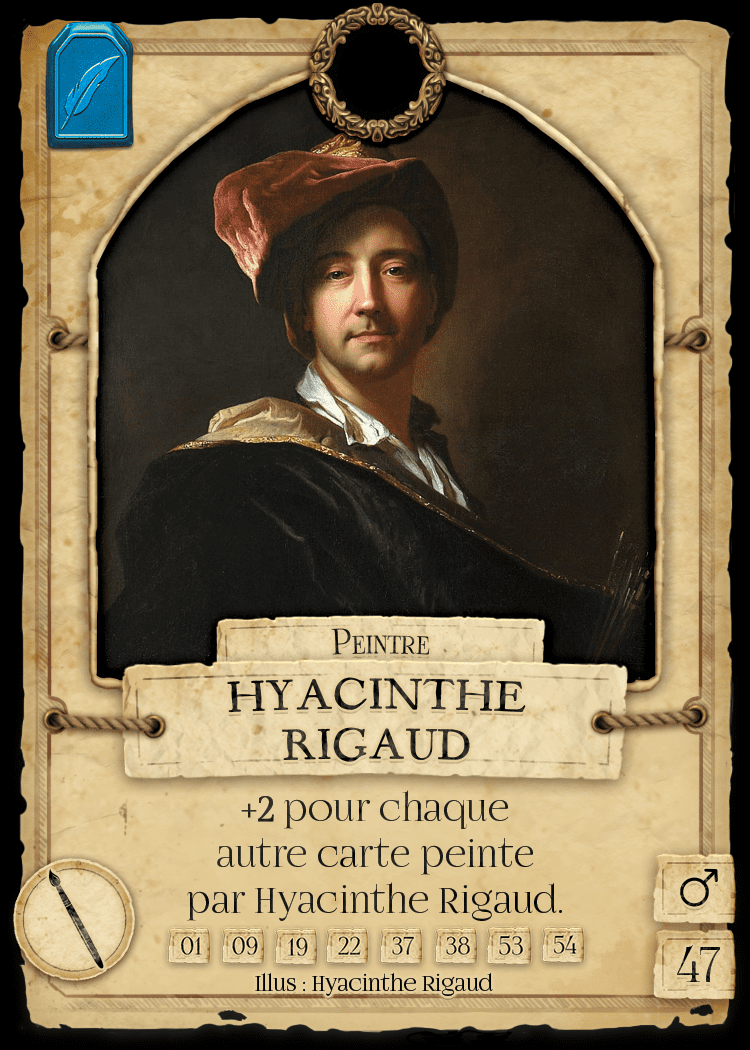 Peintre
HYACINTHE
RIGAUD
+2 pour chaque
autre carte peinte
par Hyacinthe Rigaud.
01 09 19 22 37 38 53 54
Illus : Hyacinthe Rigaud
♂
47